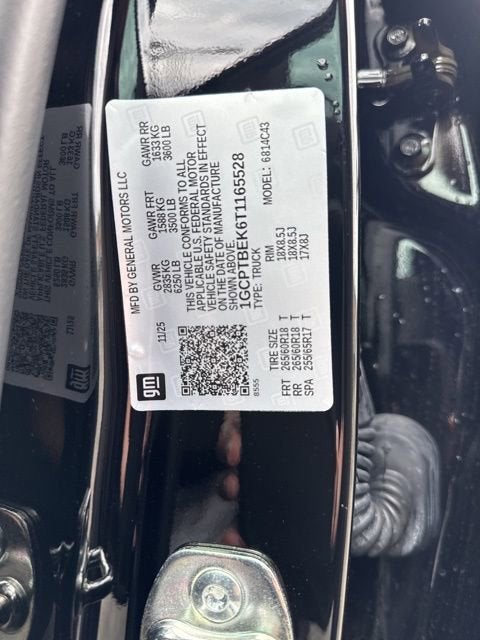 MFD BY GENERAL MOTORS LLC
11/25
GVWR GAWR FRT GAWR RR
2835 KG 1588 KG 1633 KG
6250 LB 3500 LB 3600 LB
THIS VEHICLE CONFORMS TO ALL
APPLICABLE U.S. FEDERAL MOTOR
VEHICLE SAFETY STANDARDS IN EFFECT
ON THE DATE OF MANUFACTURE
SHOWN ABOVE.
1GCPTBEK6T1165528
TYPE: TRUCK MODEL: 6814C43
gm
8555
TIRE SIZE RIM
FRT 265/60R18 T 18X8.5J
RR 265/60R18 T 18X8.5J
SPA 255/65R17 T 17X8J